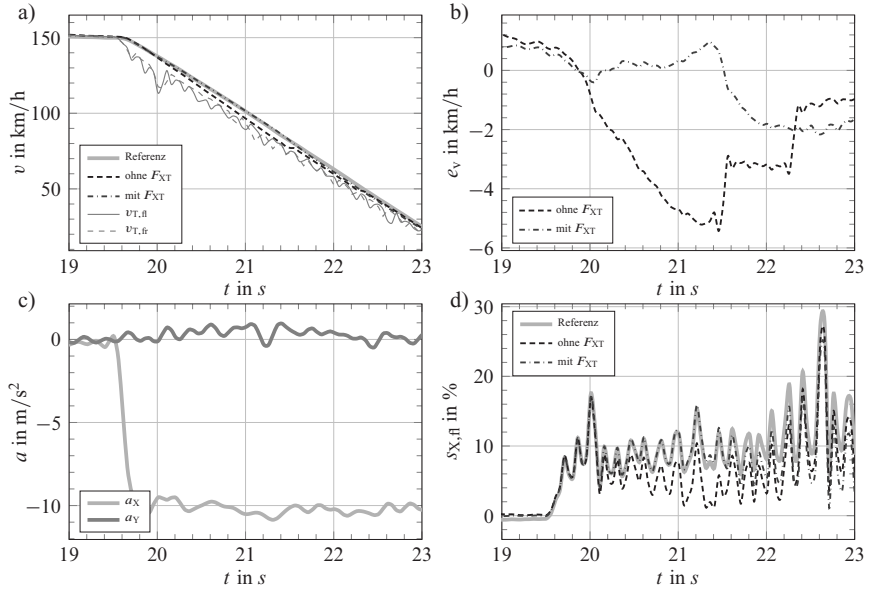 a)
150
100
50
19
20
21
22
23
v in km/h
t in s
Referenz
ohne F_XT
mit F_XT
v_T,fl
v_T,fr
b)
0
−2
−4
−6
19
20
21
22
23
e_v in km/h
t in s
ohne F_XT
mit F_XT
c)
0
−5
−10
19
20
21
22
23
a in m/s²
t in s
a_X
a_Y
d)
30
20
10
0
19
20
21
22
23
s_X,fl in %
t in s
Referenz
ohne F_XT
mit F_XT